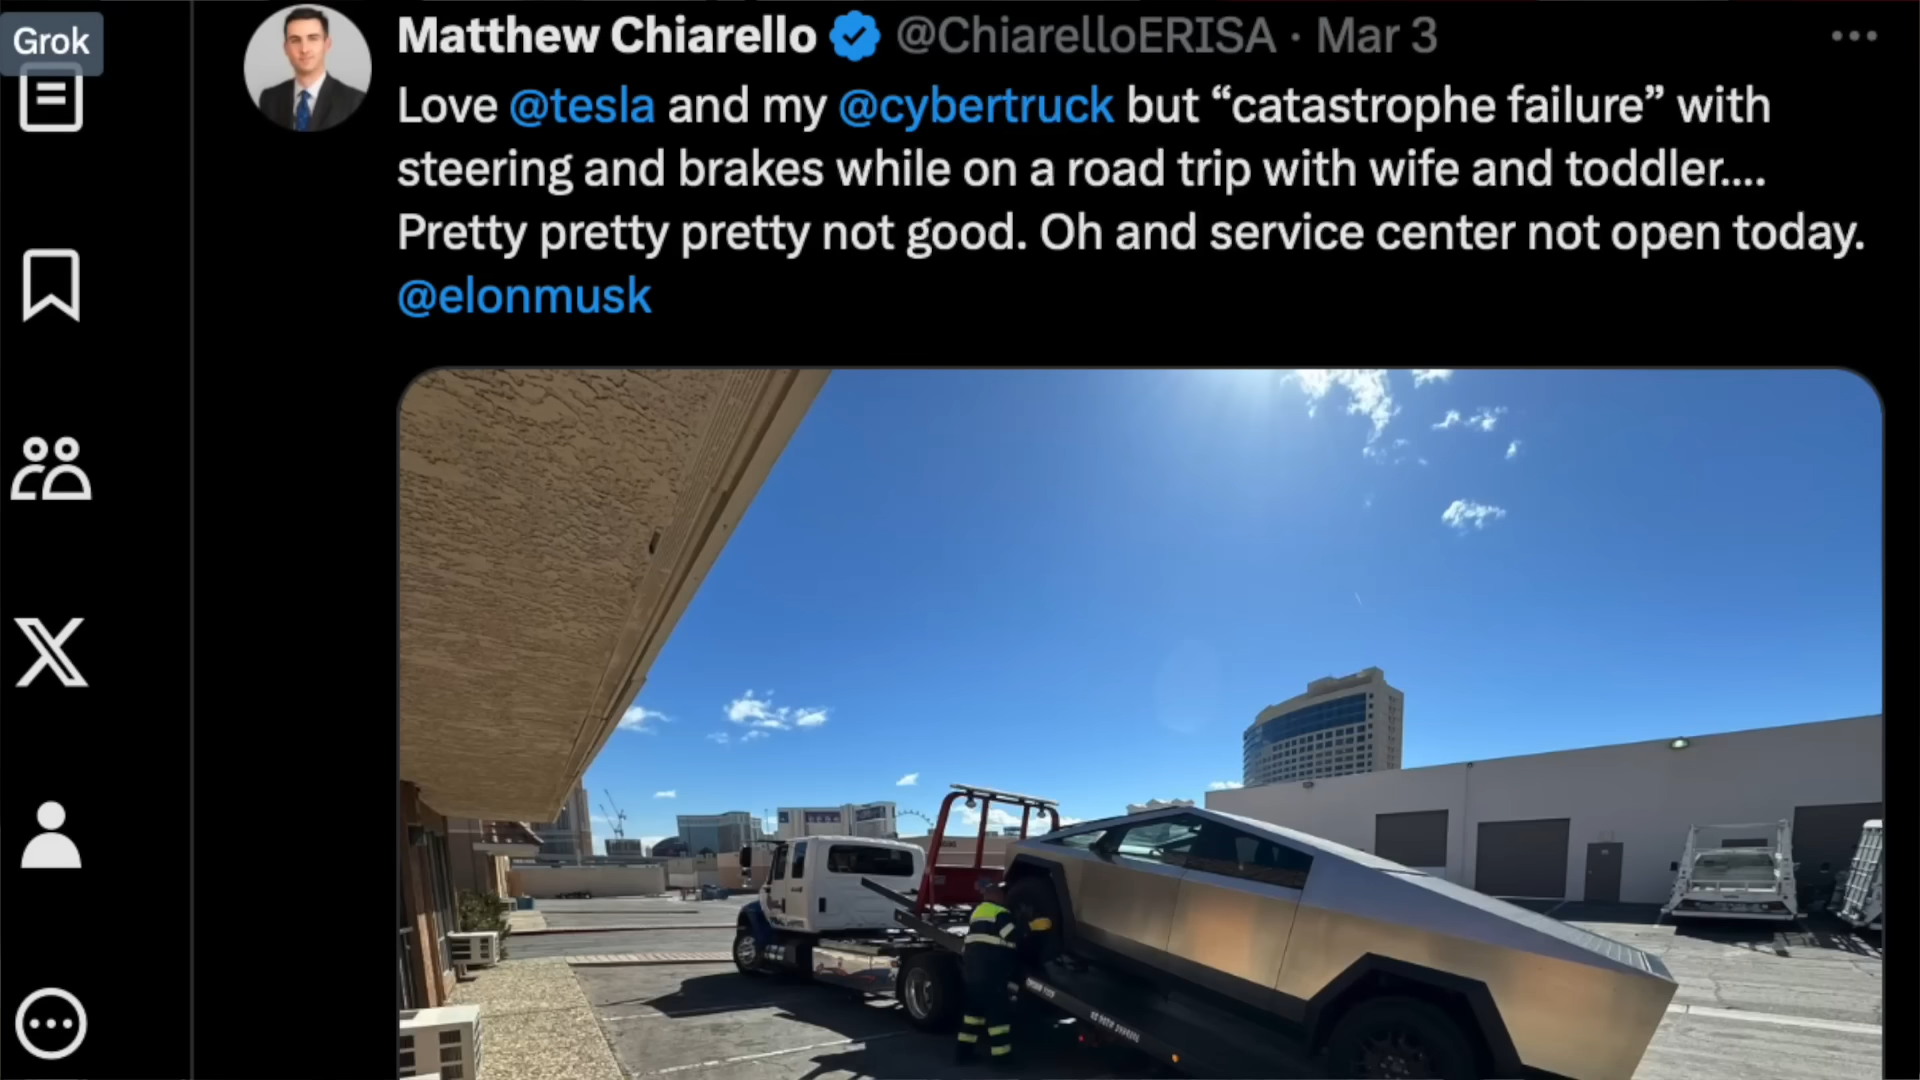 Grok
Matthew Chiarello @ChiarelloERISA · Mar 3
Love @tesla and my @cybertruck but “catastrophe failure” with
steering and brakes while on a road trip with wife and toddler....
Pretty pretty pretty not good. Oh and service center not open today.
@elonmusk